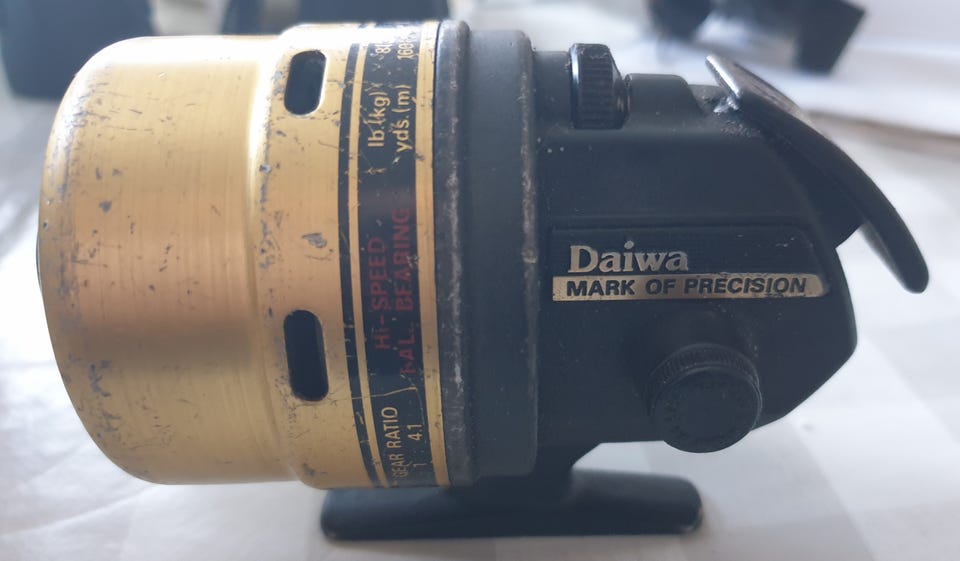 Daiwa
MARK OF PRECISION
Hi-SPEED
BALL BEARING
GEAR RATIO
4.1
lb.(kg)
yds.(m)